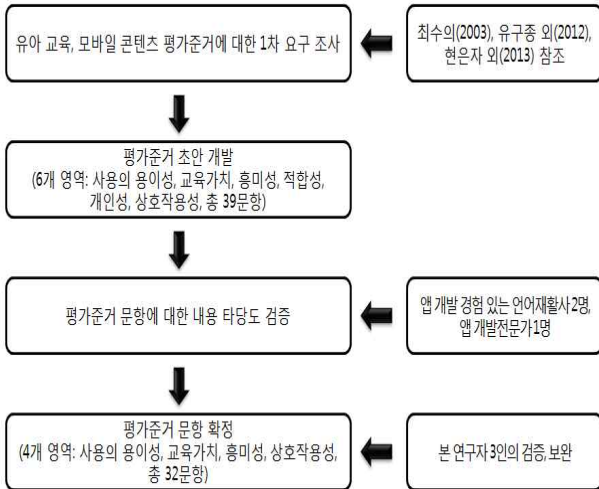 유아 교육, 모바일 콘텐츠 평가준거에 대한 1차 요구 조사
최수의(2003), 유구종 외(2012),
현은자 외(2013) 참조
평가준거 초안 개발
(6개 영역: 사용의 용이성, 교육가치, 흥미성, 적합성,
개인성, 상호작용성, 총 39문항)
평가준거 문항에 대한 내용 타당도 검증
앱 개발 경험 있는 언어재활사 2명,
앱 개발전문가 1명
평가준거 문항 확정
(4개 영역: 사용의 용이성, 교육가치, 흥미성, 상호작용성,
총 32문항)
본 연구자 3인의 검증, 보완